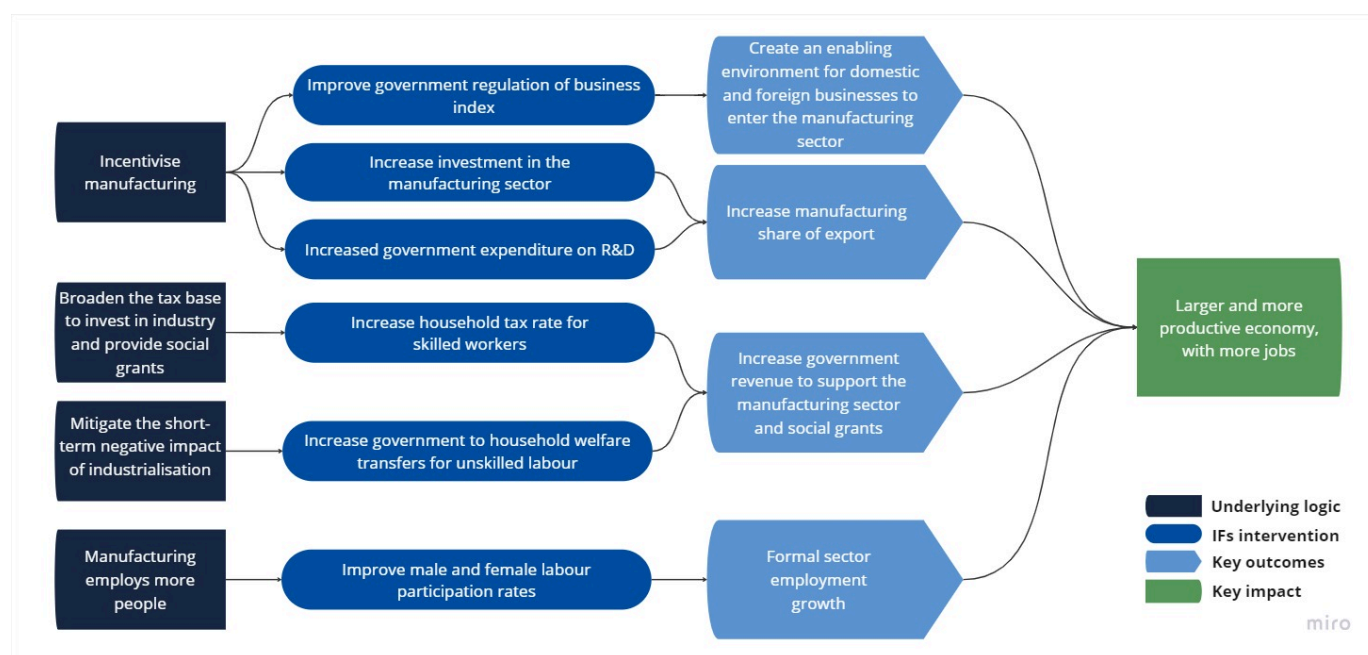 Incentivise
manufacturing
Improve government regulation of business
index
Increase investment in the
manufacturing sector
Increased government expenditure on R&D
Create an enabling
environment for domestic
and foreign businesses to
enter the manufacturing
sector
Increase manufacturing
share of export
Broaden the tax base
to invest in industry
and provide social
grants
Increase household tax rate for
skilled workers
Mitigate the short-
term negative impact
of industrialisation
Increase government to household welfare
transfers for unskilled labour
Increase government
revenue to support the
manufacturing sector
and social grants
Manufacturing
employs more
people
Improve male and female labour
participation rates
Formal sector
employment
growth
Larger and more
productive economy,
with more jobs
Underlying logic
IFs intervention
Key outcomes
Key impact
miro